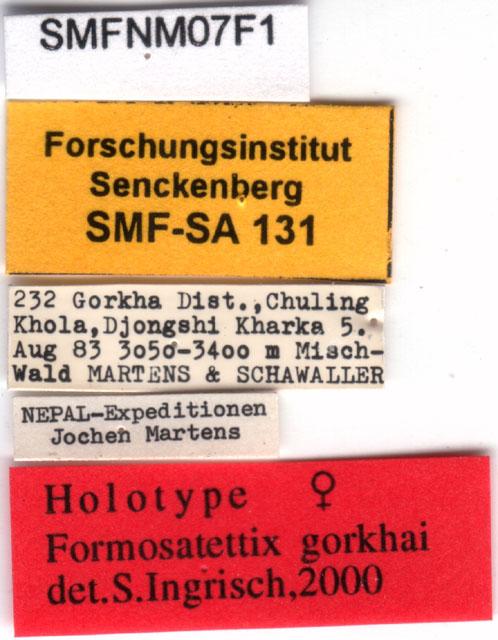 SMFNM07F1
Forschungsinstitut
Senckenberg
SMF-SA 131
232 Gorkha Dist.,Chuling
Khola,Djongshi Kharka 5.
Aug 83 3050-3400 m Misch-
Wald MARTENS & SCHAWALLER
NEPAL-Expeditionen
Jochen Martens
Holotype ♀
Formosatettix gorkhai
det.S.Ingrisch,2000